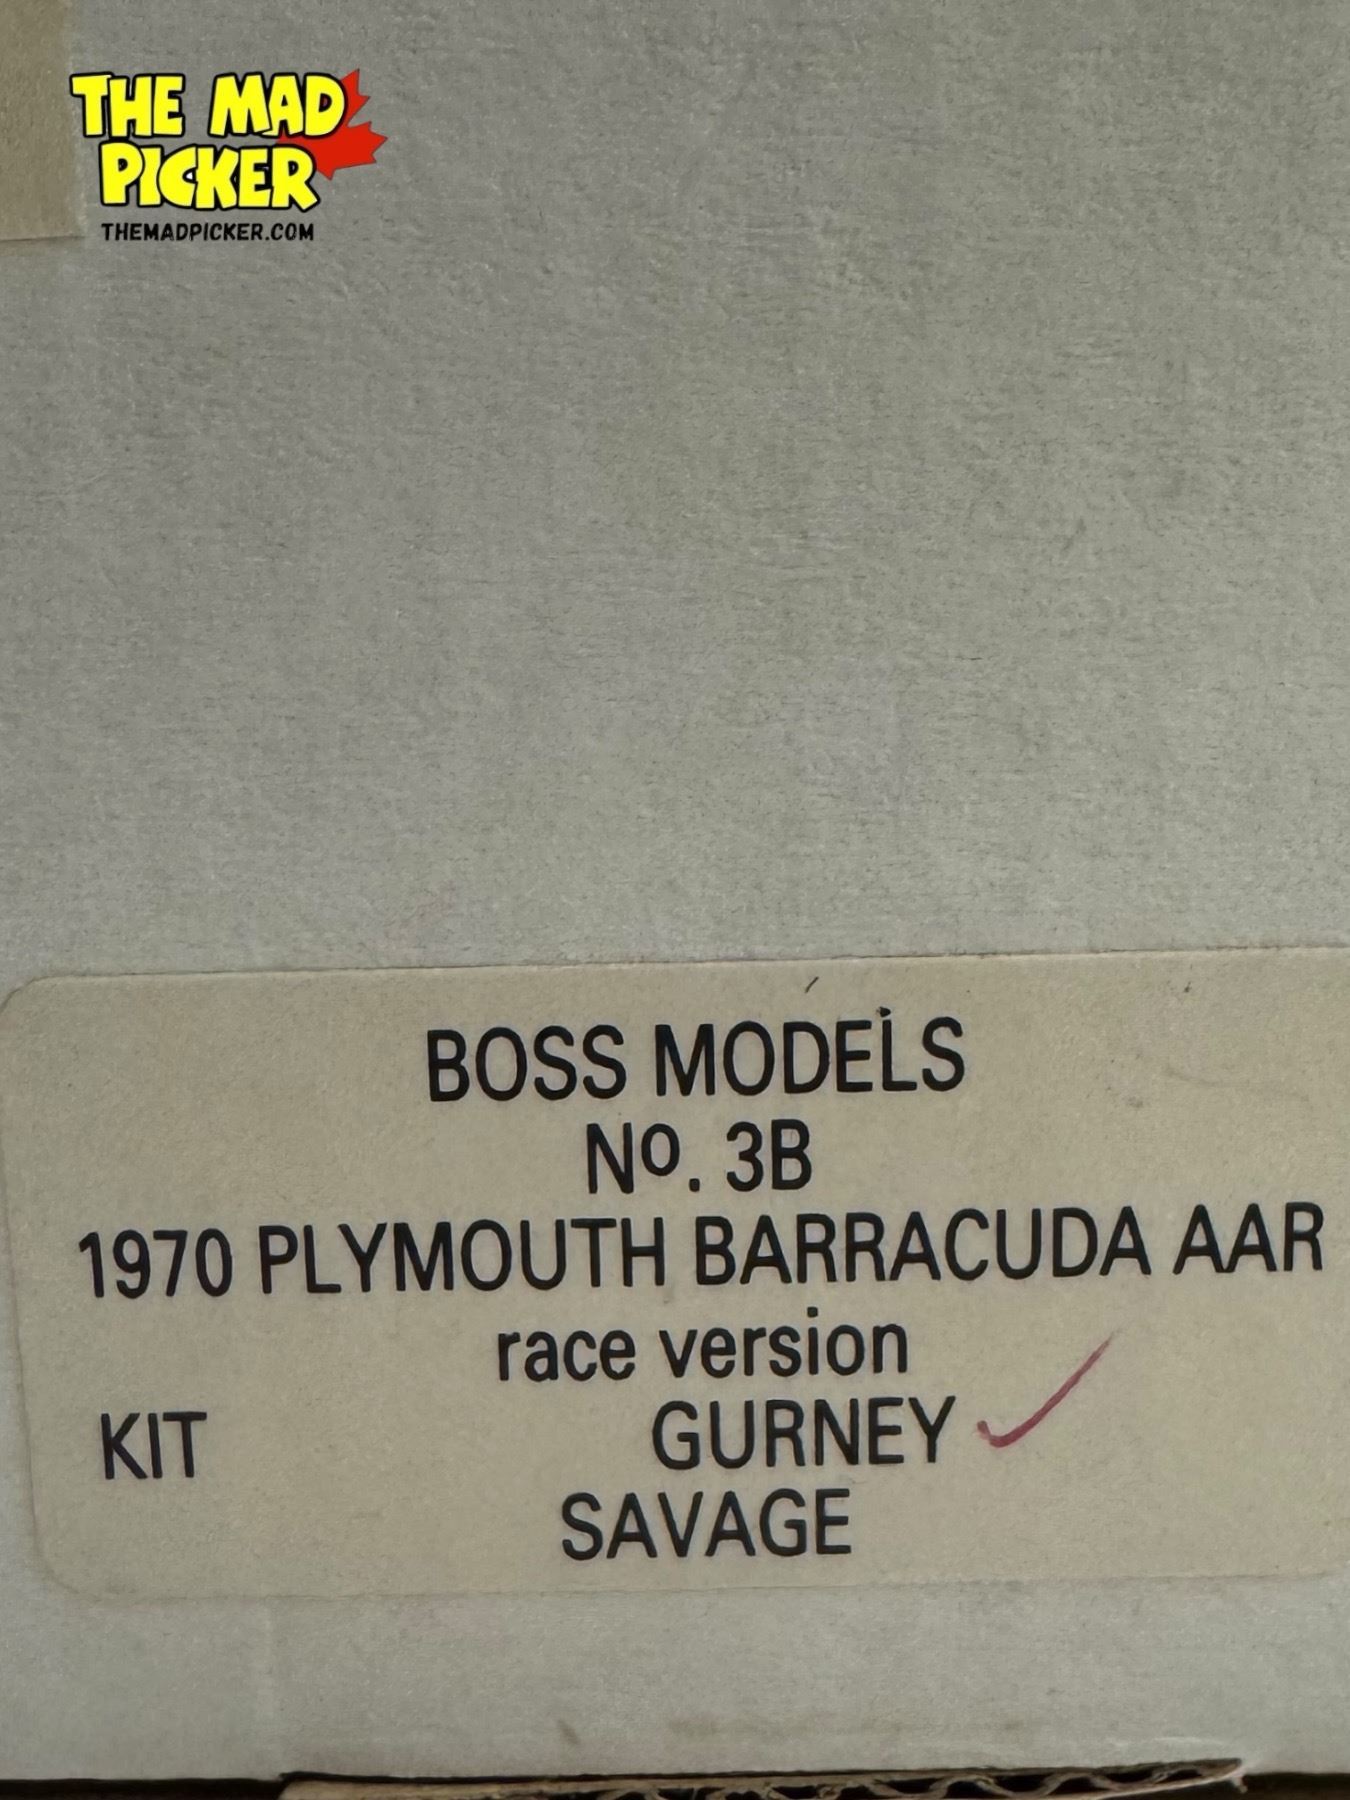 THE MAD
PICKER
THEMADPICKER.COM
BOSS MODELS
No. 3B
1970 PLYMOUTH BARRACUDA AAR
race version
KIT GURNEY ✓
SAVAGE